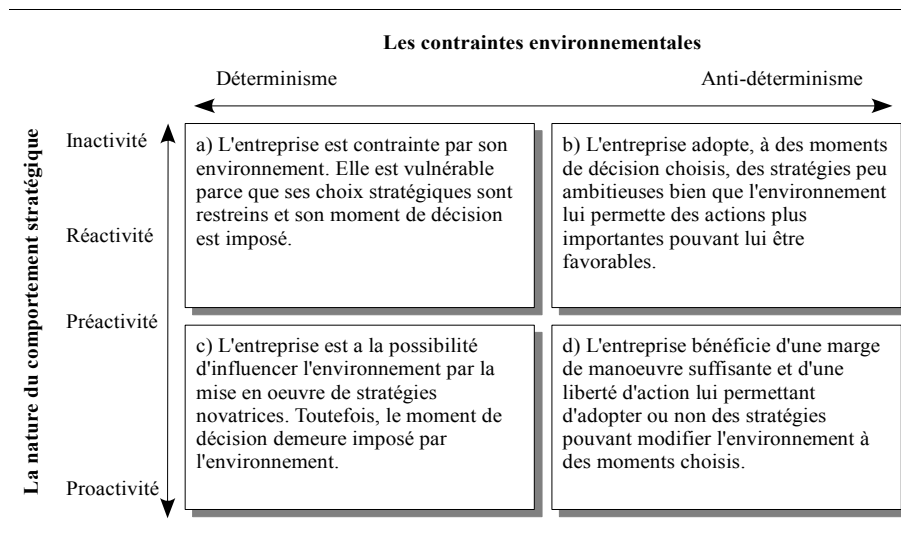 Les contraintes environnementales
Déterminisme
Anti-déterminisme
La nature du comportement stratégique
Inactivité
Réactivité
Préactivité
Proactivité
a) L'entreprise est contrainte par son
environnement. Elle est vulnérable
parce que ses choix stratégiques sont
restreins et son moment de décision
est imposé.
b) L'entreprise adopte, à des moments
de décision choisis, des stratégies peu
ambitieuses bien que l'environnement
lui permette des actions plus
importantes pouvant lui être
favorables.
c) L'entreprise est a la possibilité
d'influencer l'environnement par la
mise en oeuvre de stratégies
novatrices. Toutefois, le moment de
décision demeure imposé par
l'environnement.
d) L'entreprise bénéficie d'une marge
de manoeuvre suffisante et d'une
liberté d'action lui permettant
d'adopter ou non des stratégies
pouvant modifier l'environnement à
des moments choisis.